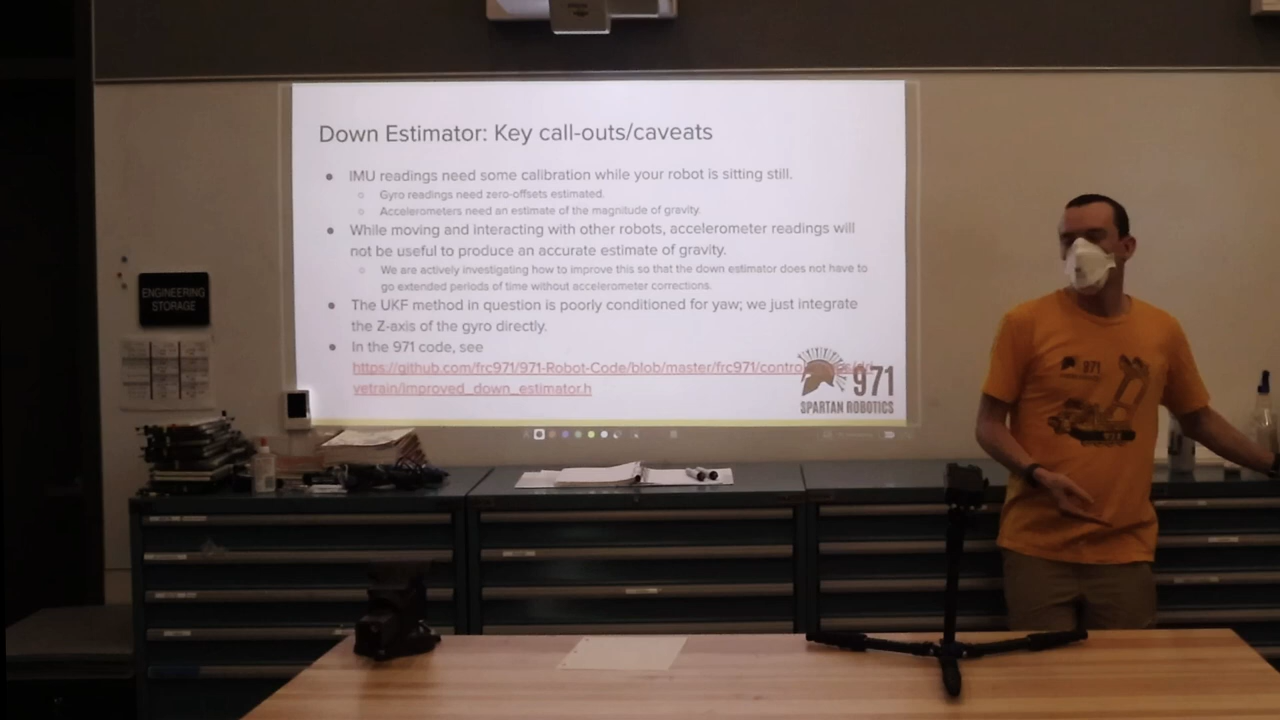 Down Estimator: Key call-outs/caveats
● IMU readings need some calibration while your robot is sitting still.
○ Gyro readings need zero-offsets estimated.
○ Accelerometers need an estimate of the magnitude of gravity.
● While moving and interacting with other robots, accelerometer readings will
not be useful to produce an accurate estimate of gravity.
○ We are actively investigating how to improve this so that the down estimator does not have to
go extended periods of time without accelerometer corrections.
● The UKF method in question is poorly conditioned for yaw; we just integrate
the Z-axis of the gyro directly.
● In the 971 code, see
https://github.com/frc971/971-Robot-Code/blob/master/frc971/control
vetrain/improved_down_estimator.h
971
SPARTAN ROBOTICS
ENGINEERING
STORAGE
971